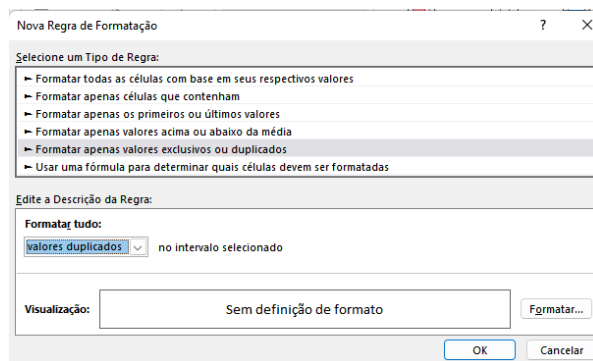 Nova Regra de Formatação ? ×
Selecione um Tipo de Regra:
► Formatar todas as células com base em seus respectivos valores
► Formatar apenas células que contenham
► Formatar apenas os primeiros ou últimos valores
► Formatar apenas valores acima ou abaixo da média
► Formatar apenas valores exclusivos ou duplicados
► Usar uma fórmula para determinar quais células devem ser formatadas
Edite a Descrição da Regra:
Formatar tudo:
valores duplicados no intervalo selecionado
Visualização: Sem definição de formato Formatar...
OK Cancelar